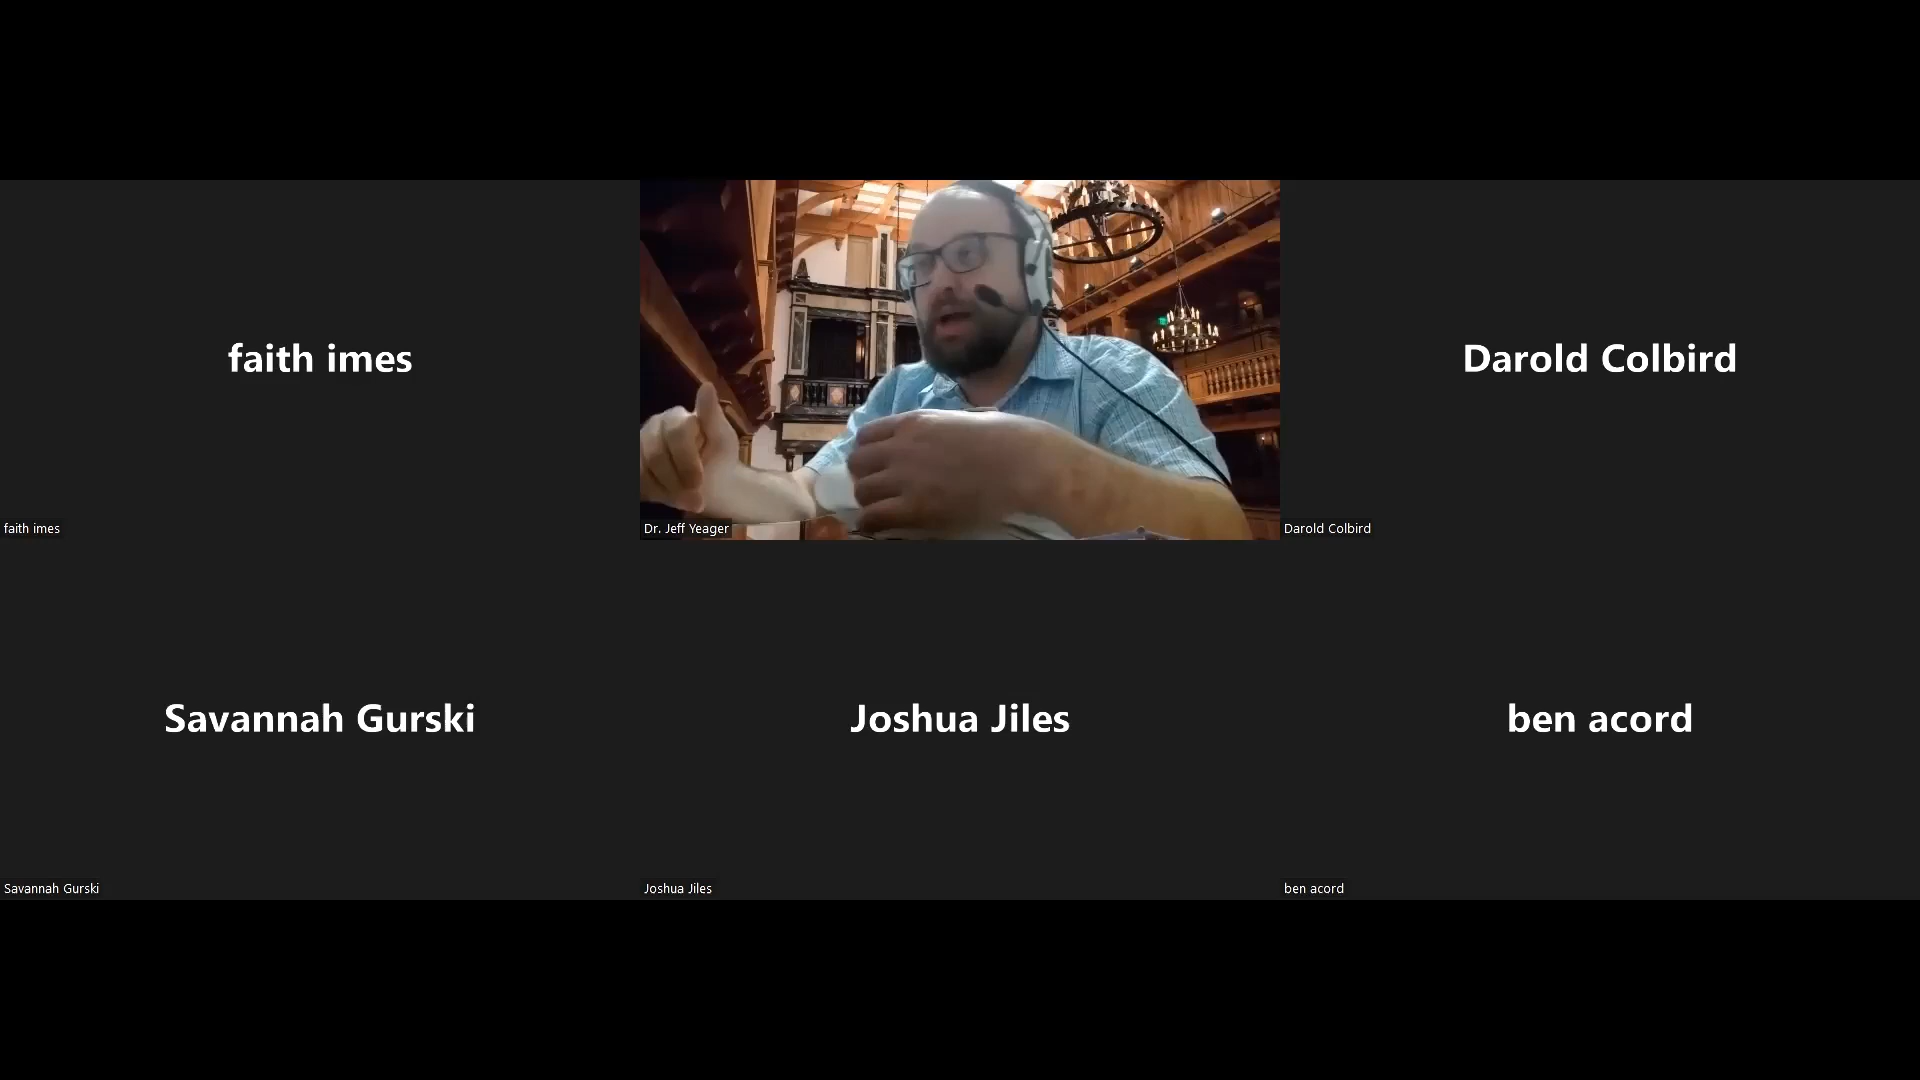 faith imes
Darold Colbird
faith imes
Dr. Jeff Yeager
Darold Colbird
Savannah Gurski
Joshua Jiles
ben acord
Savannah Gurski
Joshua Jiles
ben acord